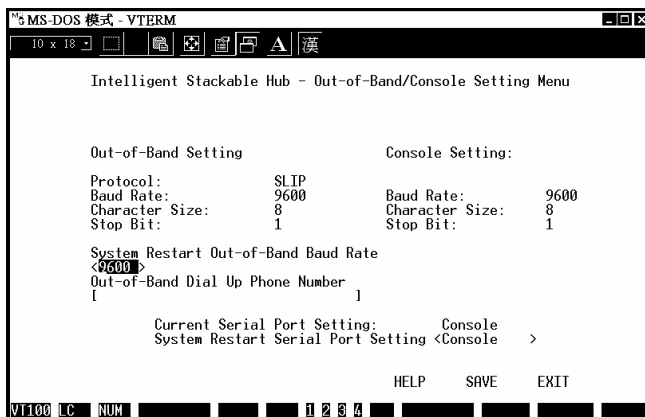 MS-DOS 模式 - VTERM
10 x 18 A 漢
Intelligent Stackable Hub - Out-of-Band/Console Setting Menu
Out-of-Band Setting Console Setting:
Protocol: SLIP
Baud Rate: 9600 Baud Rate: 9600
Character Size: 8 Character Size: 8
Stop Bit: 1 Stop Bit: 1
System Restart Out-of-Band Baud Rate
<9600 >
Out-of-Band Dial Up Phone Number
[ ]
Current Serial Port Setting: Console
System Restart Serial Port Setting <Console >
HELP SAVE EXIT
VT100 LC NUM 1 2 3 4